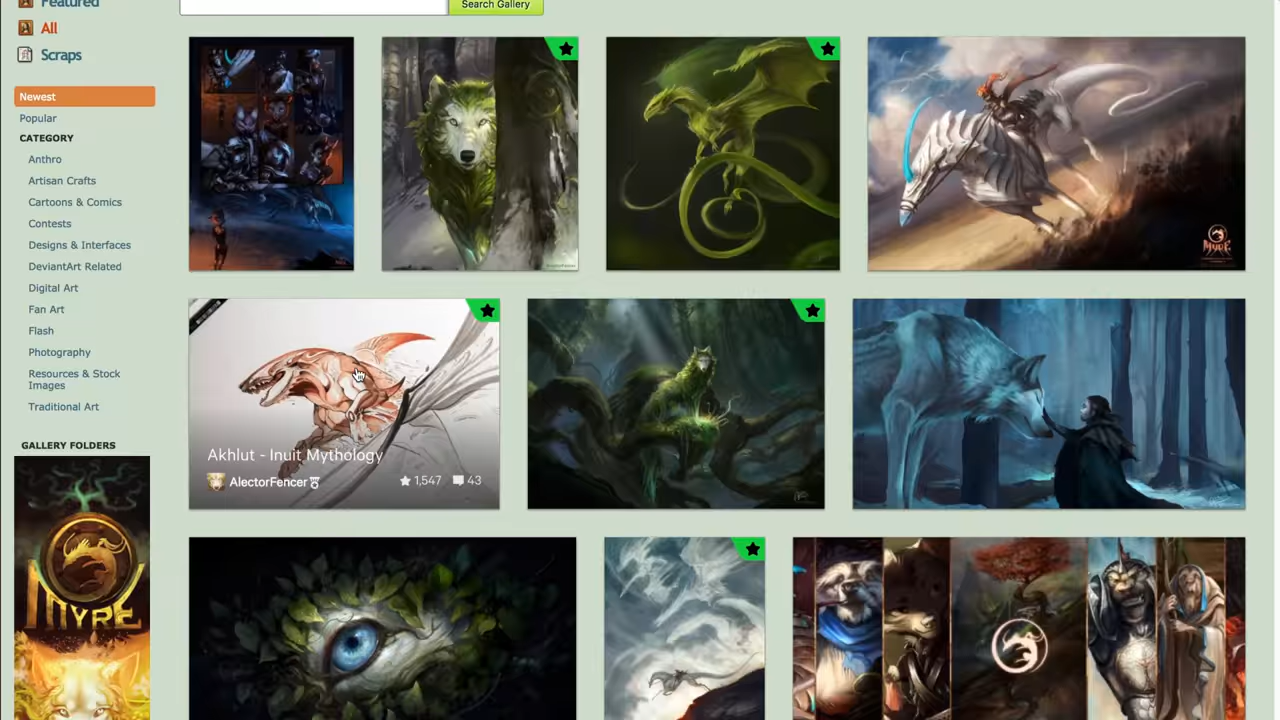 Featured
Search Gallery
All
Scraps
Newest
Popular
CATEGORY
Anthro
Artisan Crafts
Cartoons & Comics
Contests
Designs & Interfaces
DeviantArt Related
Digital Art
Fan Art
Flash
Photography
Resources & Stock
Images
Traditional Art
GALLERY FOLDERS
MYRE
MYRE
Akhlut - Inuit Mythology
AlectorFencer
1,547
43